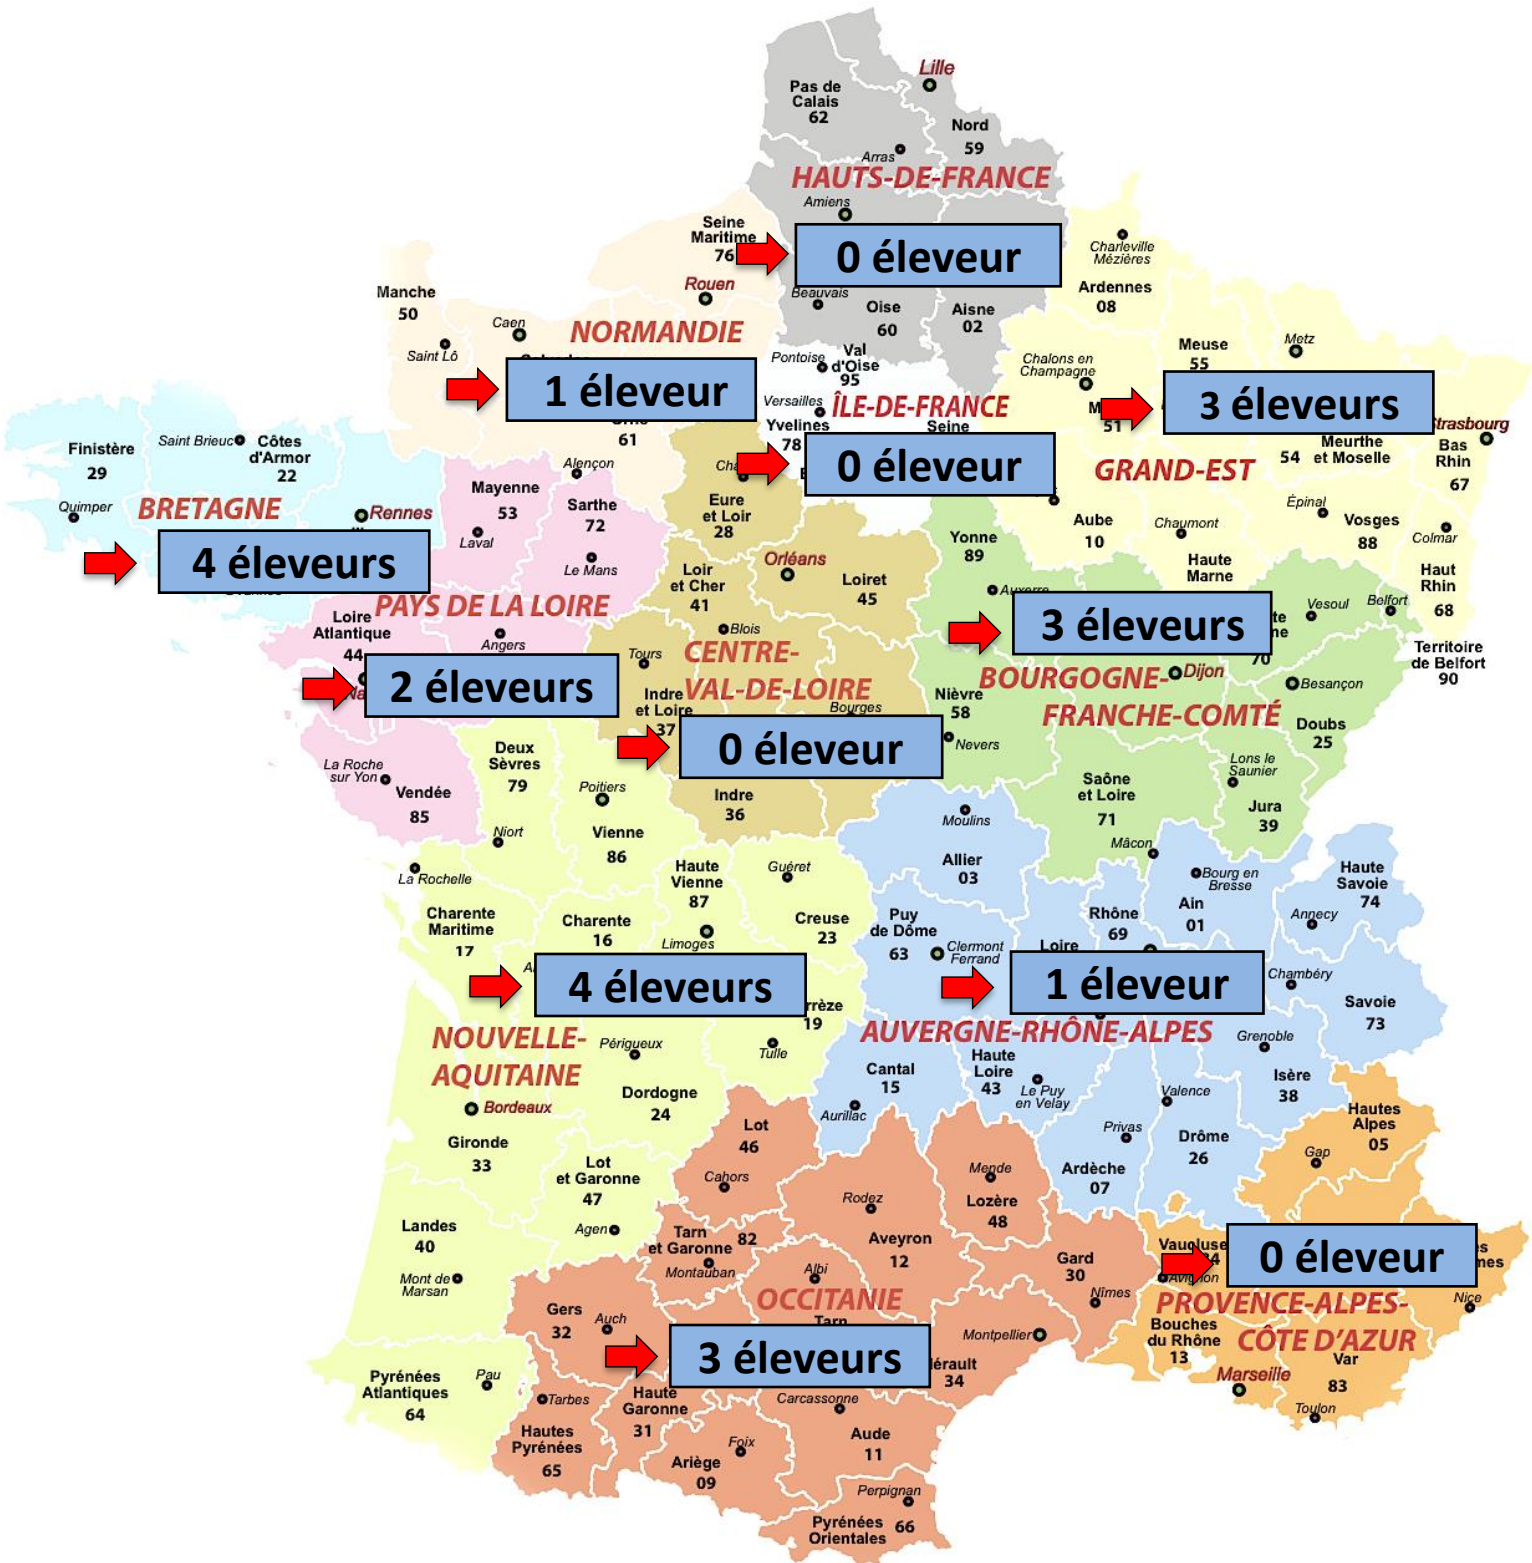 Lille
Pas de
Calais
62
Nord
59
Arras
HAUTS-DE-FRANCE
Amiens
Seine
Maritime
76
0 éleveur
Charleville
Mézières
Ardennes
08
Rouen
Beauvais
Oise
60
Aisne
02
Manche
50
Caen
NORMANDIE
Saint Lô
Pontoise
Val
d'Oise
95
Meuse
55
Metz
Chalons en
Champagne
1 éleveur
61
Versailles
ÎLE-DE-FRANCE
Yvelines
78
Seine
0 éleveur
51
3 éleveurs
Strasbourg
Meurthe
et Moselle
54
Bas
Rhin
67
GRAND-EST
Finistère
29
Saint Brieuc
Côtes
d'Armor
22
Quimper
BRETAGNE
Rennes
4 éleveurs
Mayenne
53
Laval
Alençon
Sarthe
72
Le Mans
Eure
et Loir
28
Yonne
89
Aube
10
Chaumont
Haute
Marne
Épinal
Vosges
88
Colmar
Haut
Rhin
68
Loir
et Cher
41
Orléans
Loiret
45
Auxerre
3 éleveurs
70
Vesoul
Belfort
Territoire
de Belfort
90
PAYS DE LA LOIRE
Loire
Atlantique
44
Angers
2 éleveurs
Blois
Tours
CENTRE-
VAL-DE-LOIRE
Indre
et Loire
37
Bourges
0 éleveur
Nièvre
58
Nevers
BOURGOGNE-
FRANCHE-COMTÉ
Dijon
Besançon
Doubs
25
La Roche
sur Yon
Vendée
85
Deux
Sèvres
79
Niort
Poitiers
Vienne
86
Indre
36
Moulins
Allier
03
Saône
et Loire
71
Mâcon
Lons le
Saunier
Jura
39
La Rochelle
Charente
Maritime
17
Charente
16
Haute
Vienne
87
Limoges
Guéret
Creuse
23
Puy
de Dôme
63
Clermont
Ferrand
Loire
Rhône
69
Bourg en
Bresse
Ain
01
Haute
Savoie
74
Annecy
4 éleveurs
19
Tulle
1 éleveur
Chambéry
Savoie
73
NOUVELLE-
AQUITAINE
Périgueux
Dordogne
24
AUVERGNE-RHÔNE-ALPES
Cantal
15
Aurillac
Haute
Loire
43
Le Puy
en Velay
Grenoble
Isère
38
Valence
Privas
Drôme
26
Ardèche
07
Bordeaux
Gironde
33
Lot
et Garonne
47
Agen
Lot
46
Cahors
Mende
Lozère
48
Hautes
Alpes
05
Gap
Landes
40
Mont de
Marsan
Tarn
et Garonne
82
Montauban
Rodez
Aveyron
12
Albi
Gard
30
Nîmes
Vaucluse
Avignon
0 éleveur
Nice
OCCITANIE
Tarn
Gers
32
Auch
3 éleveurs
Montpellier
Hérault
34
PROVENCE-ALPES-
CÔTE D'AZUR
Bouches
du Rhône
13
Marseille
Var
83
Toulon
Pyrénées
Atlantiques
64
Pau
Tarbes
Hautes
Pyrénées
65
Haute
Garonne
31
Carcassonne
Aude
11
Foix
Ariège
09
Perpignan
Pyrénées
Orientales
66